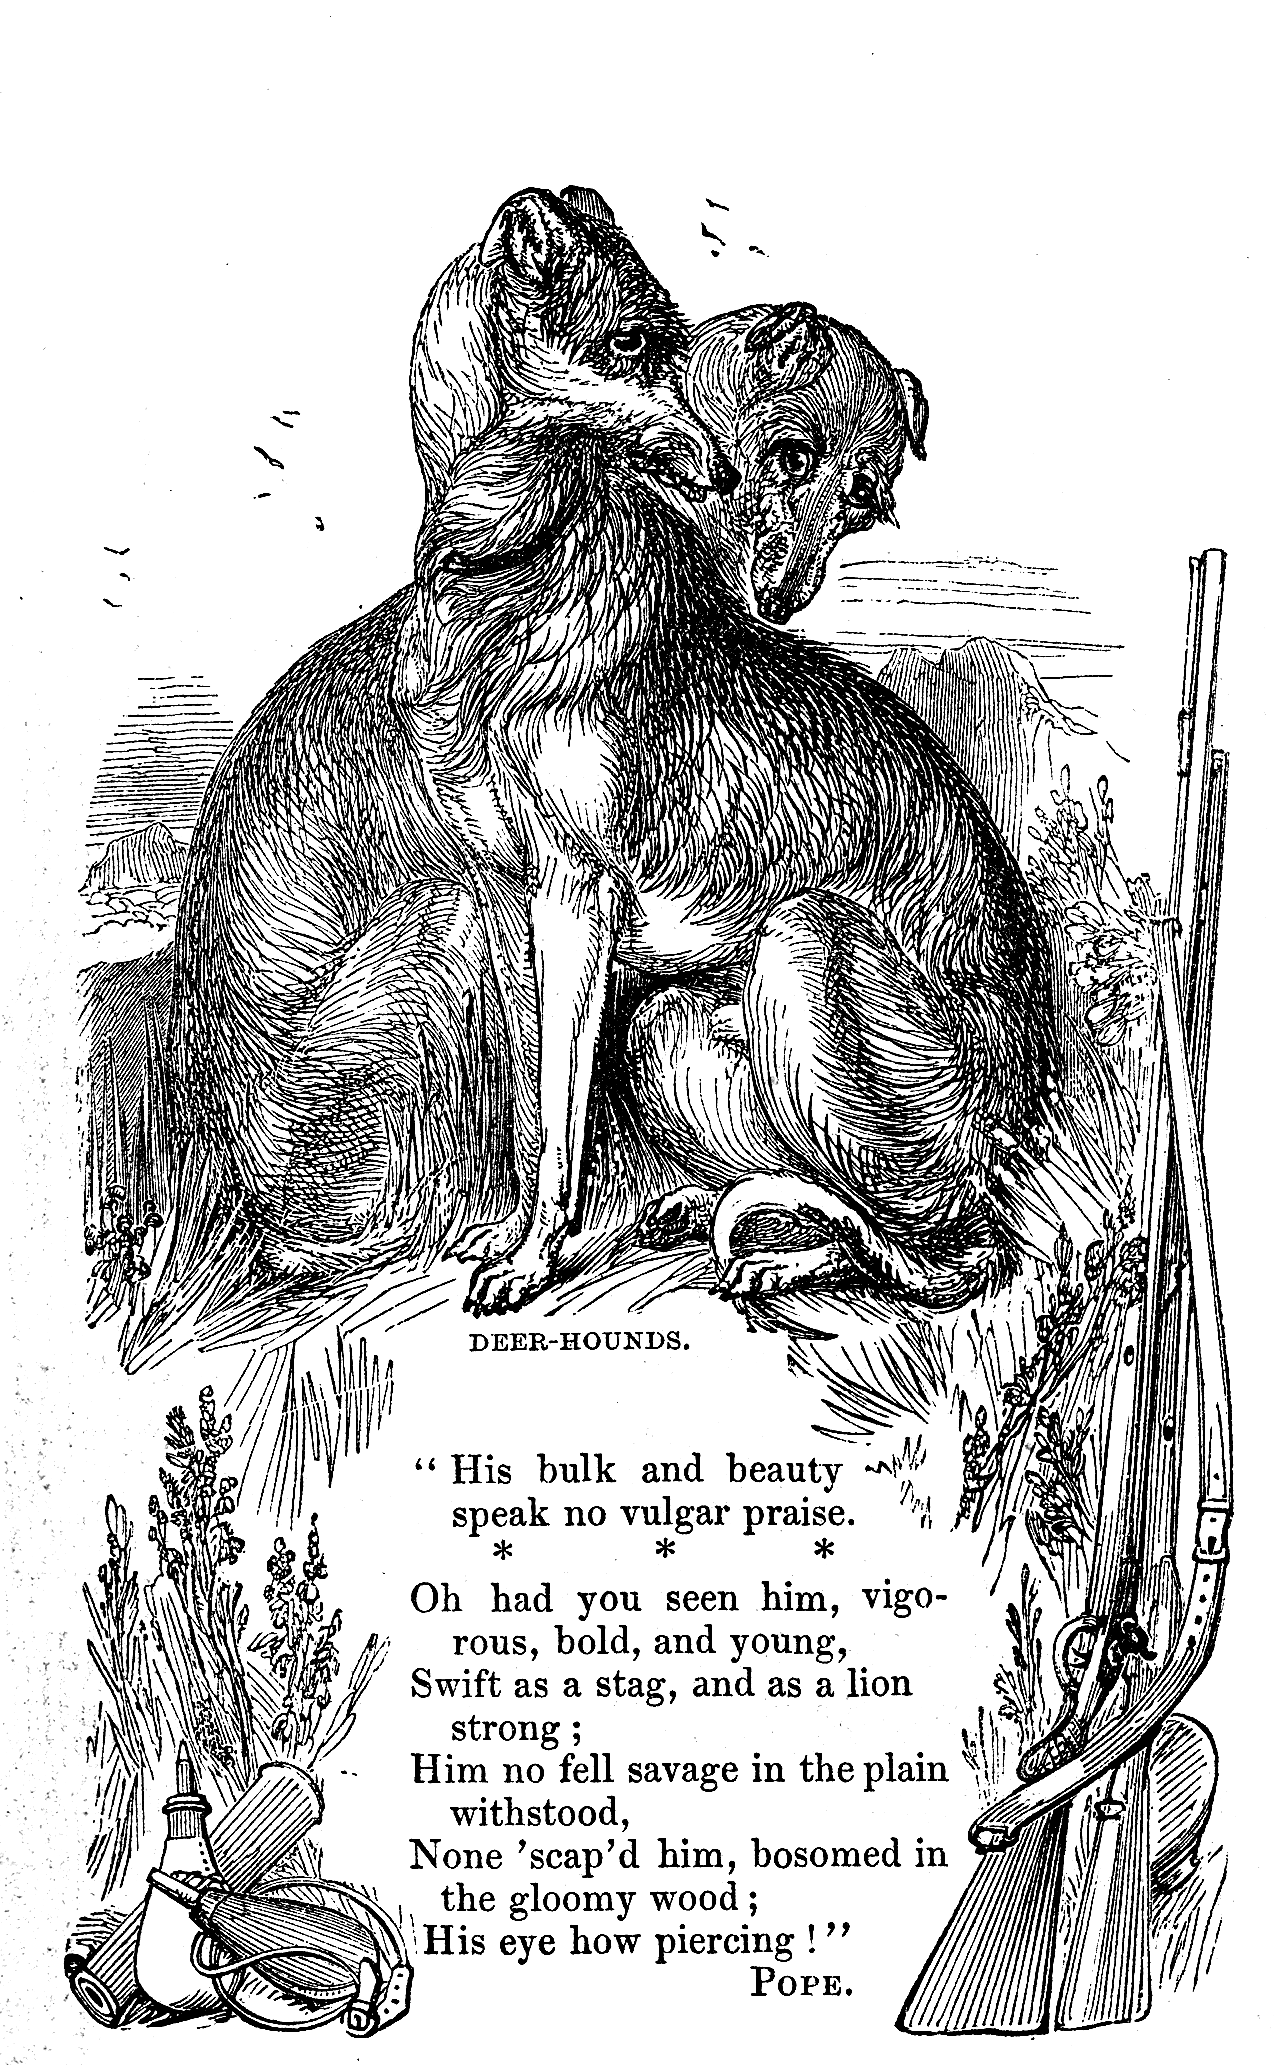 DEER-HOUNDS.
“ His bulk and beauty
speak no vulgar praise.
* * *
Oh had you seen him, vigo-
rous, bold, and young,
Swift as a stag, and as a lion
strong ;
Him no fell savage in the plain
withstood,
None ’scap’d him, bosomed in
the gloomy wood ;
His eye how piercing ! ”
POPE.